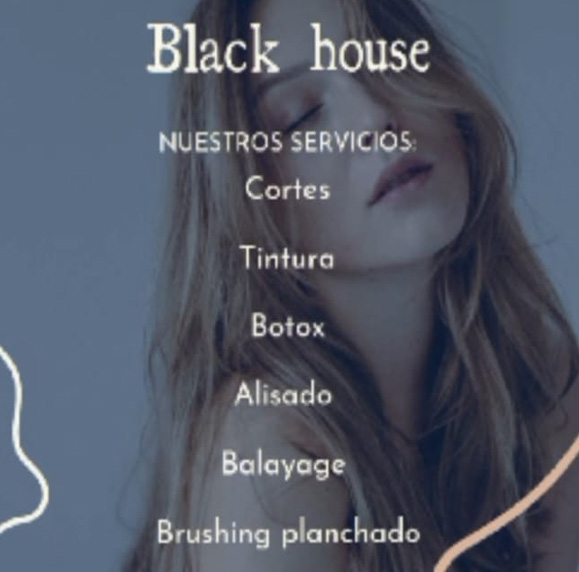 Black house
NUESTROS SERVICIOS:
Cortes
Tintura
Botox
Alisado
Balayage
Brushing planchado